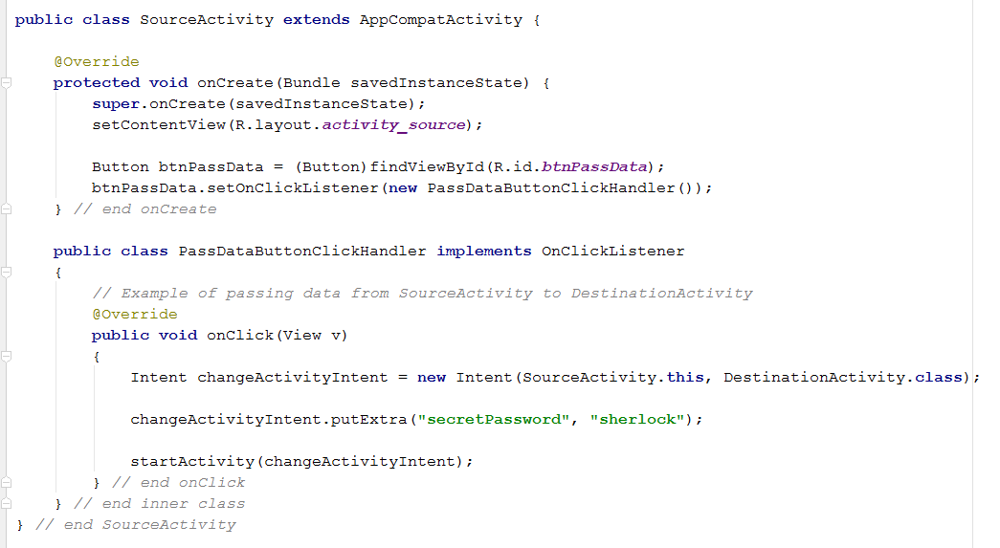 public class SourceActivity extends AppCompatActivity {
@Override
protected void onCreate(Bundle savedInstanceState) {
super.onCreate(savedInstanceState);
setContentView(R.layout.activity_source);
Button btnPassData = (Button)findViewById(R.id.btnPassData);
btnPassData.setOnClickListener(new PassDataButtonClickHandler());
} // end onCreate
public class PassDataButtonClickHandler implements OnClickListener
{
// Example of passing data from SourceActivity to DestinationActivity
@Override
public void onClick(View v)
{
Intent changeActivityIntent = new Intent(SourceActivity.this, DestinationActivity.class);
changeActivityIntent.putExtra("secretPassword", "sherlock");
startActivity(changeActivityIntent);
} // end onClick
} // end inner class
} // end SourceActivity